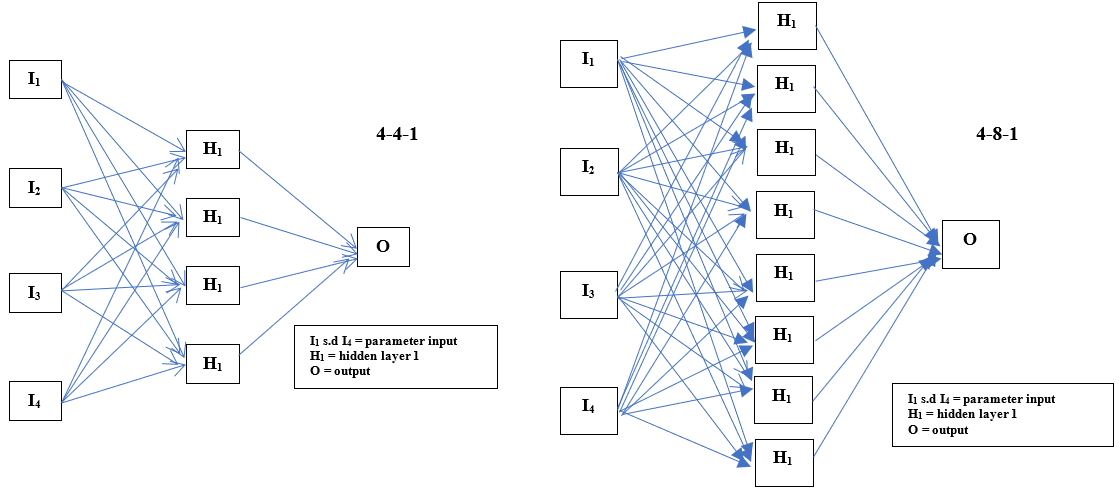 I₁
I₂
I₃
I₄
H₁
H₁
H₁
H₁
O
4-4-1
I₁ s.d I₄ = parameter input
H₁ = hidden layer 1
O = output
I₁
I₂
I₃
I₄
H₁
H₁
H₁
H₁
H₁
H₁
H₁
H₁
O
4-8-1
I₁ s.d I₄ = parameter input
H₁ = hidden layer 1
O = output